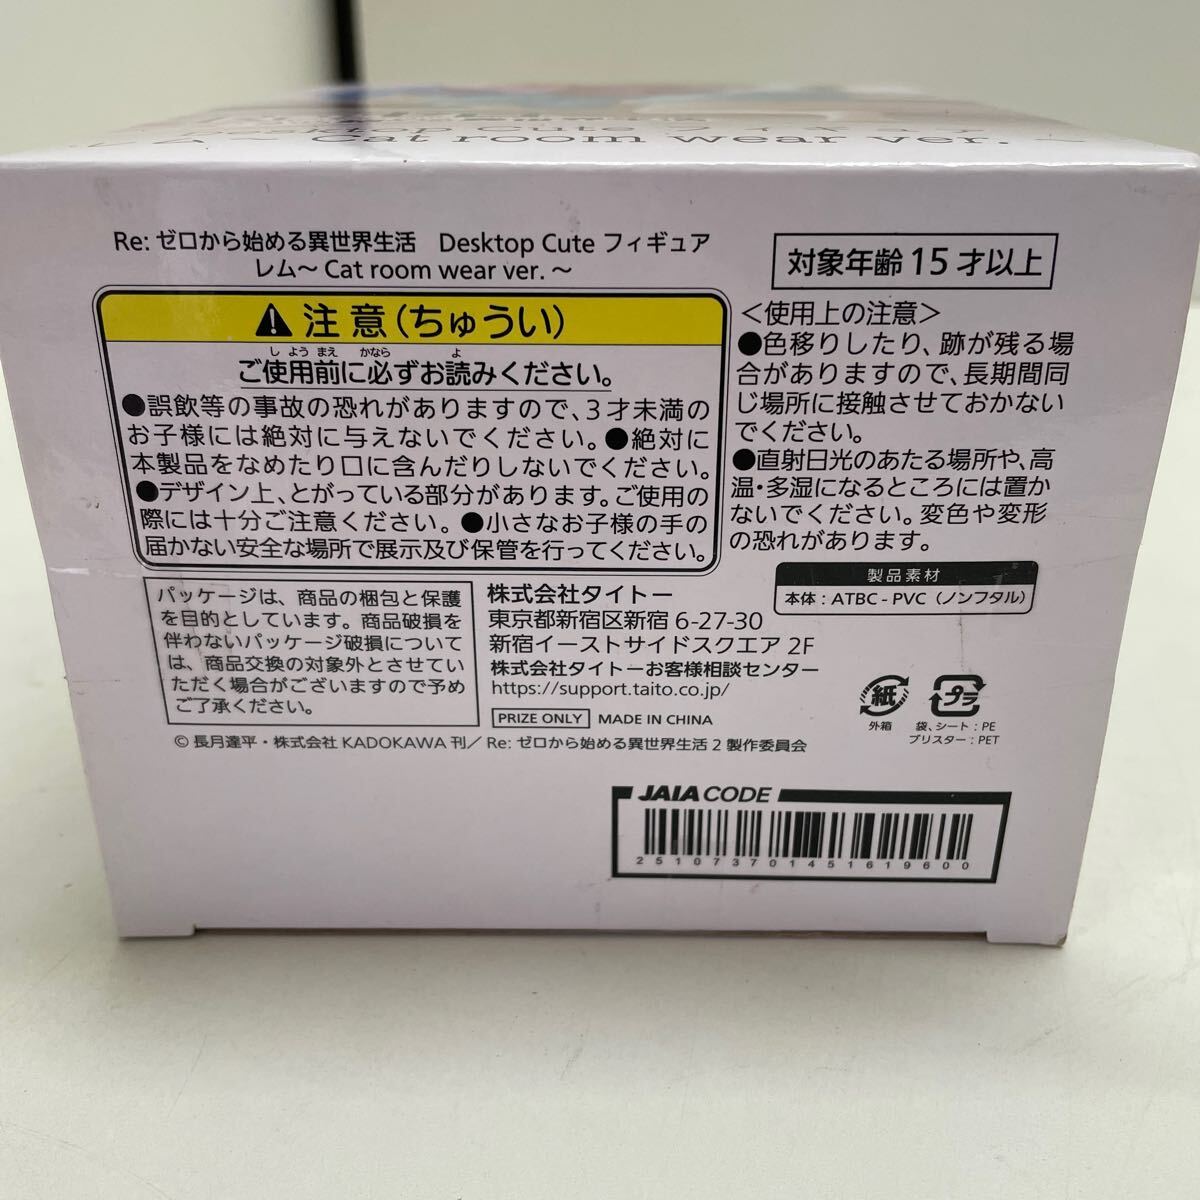 レム ~ Cat room wear ver. ~
Re: ゼロから始める異世界生活　Desktop Cute フィギュア
レム～ Cat room wear ver. ～
対象年齢 15 才以上
注意(ちゅうい)
しようまえ かなら よ
ご使用前に必ずお読みください。
●誤飲等の事故の恐れがありますので、3才未満の
お子様には絶対に与えないでください。●絶対に
本製品をなめたり口に含んだりしないでください。
●デザイン上、とがっている部分があります。ご使用の
際には十分ご注意ください。●小さなお子様の手の
届かない安全な場所で展示及び保管を行ってください。
＜使用上の注意＞
●色移りしたり、跡が残る場
合がありますので、長期間同
じ場所に接触させておかない
でください。
●直射日光のあたる場所や、高
温・多湿になるところには置か
ないでください。変色や変形
の恐れがあります。
製品素材
本体：ATBC-PVC（ノンフタル）
パッケージは、商品の梱包と保護
を目的としています。商品破損を
伴わないパッケージ破損について
は、商品交換の対象外とさせてい
ただく場合がございますので予め
ご了承ください。
株式会社タイトー
東京都新宿区新宿 6-27-30
新宿イーストサイドスクエア 2F
株式会社タイトーお客様相談センター
https://support.taito.co.jp/
PRIZE ONLY MADE IN CHINA
紙
外箱
プラ
袋、シート：PE
ブリスター：PET
© 長月達平・株式会社 KADOKAWA 刊／ Re: ゼロから始める異世界生活 2 製作委員会
JAIA CODE
251073701451619600